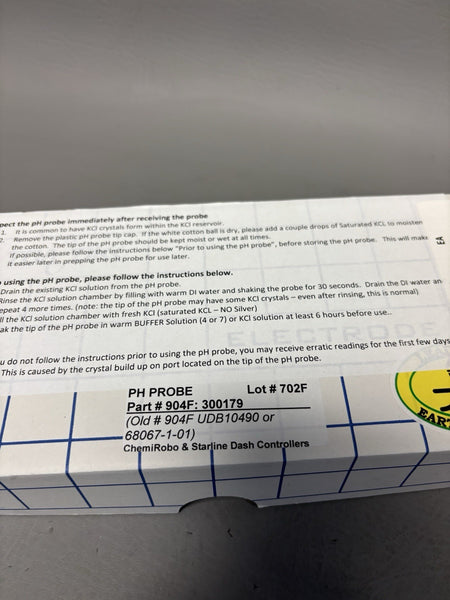 pect the pH probe immediately after receiving the probe
1. It is common to have KCl crystals form within the KCl reservoir.
2. Remove the plastic pH probe tip cap. If the white cotton ball is dry, please add a couple drops of Saturated KCL to moisten
the cotton. The tip of the pH probe should be kept moist or wet at all times.
If possible, please follow the instructions below "Prior to using the pH probe", before storing the pH probe. This will make
it easier later in prepping the pH probe for use later.
using the pH probe, please follow the instructions below.
Drain the existing KCl solution from the pH probe.
Rinse the KCl solution chamber by filling with warm DI water and shaking the probe for 30 seconds. Drain the DI water an
epeat 4 more times. (note: the tip of the pH probe may have some KCl crystals – even after rinsing, this is normal)
ll the KCl solution chamber with fresh KCl (saturated KCL – NO Silver)
ak the tip of the pH probe in warm BUFFER Solution (4 or 7) or KCl solution at least 6 hours before use..
ELECTRODE
u do not follow the instructions prior to using the pH probe, you may receive erratic readings for the first few days
This is caused by the crystal build up on port located on the tip of the pH probe.
PH PROBE Lot # 702F
Part # 904F: 300179
(Old # 904F UDB10490 or
68067-1-01)
ChemiRobo & Starline Dash Controllers
EA
EART